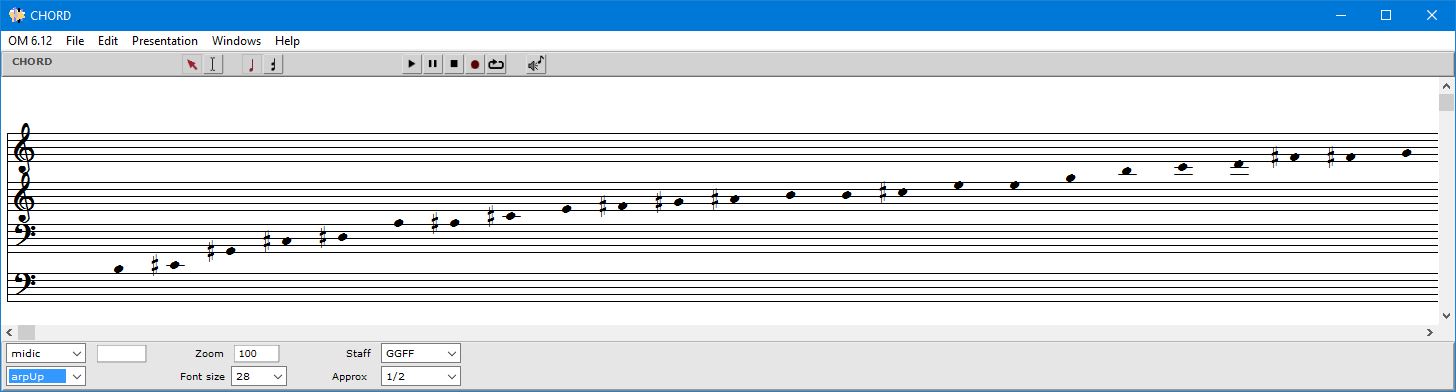 CHORD
OM 6.12 File Edit Presentation Windows Help
CHORD
midic Zoom 100 Staff GGFF
arpUp Font size 28 Approx 1/2